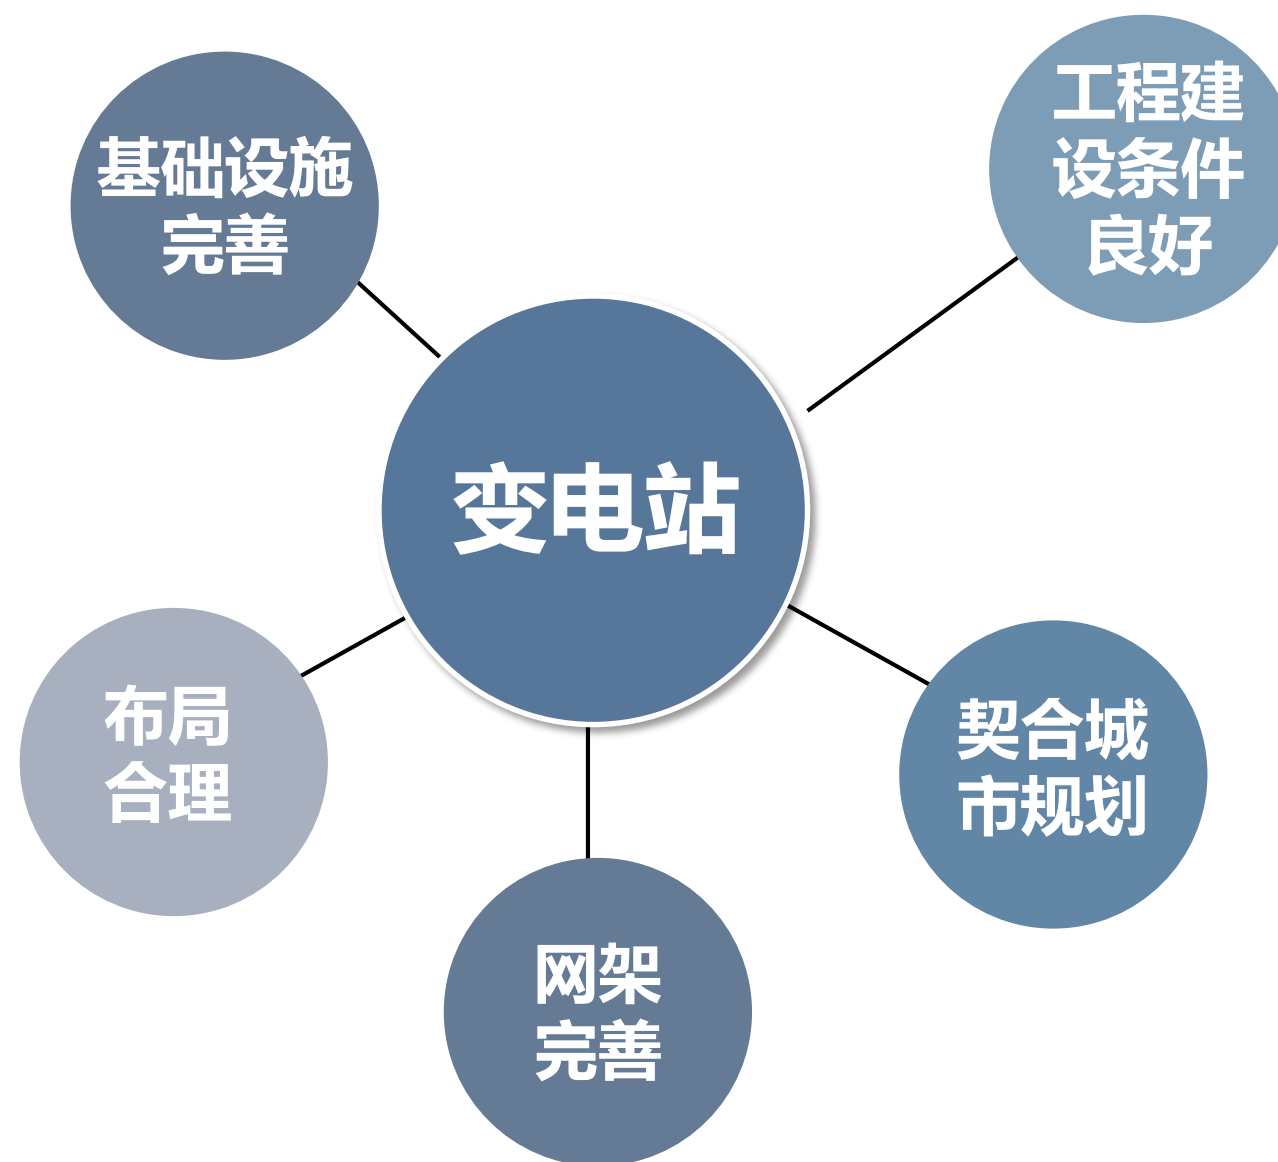 工程建
设条件
良好
基础设施
完善
变电站
布局
合理
契合城
市规划
网架
完善